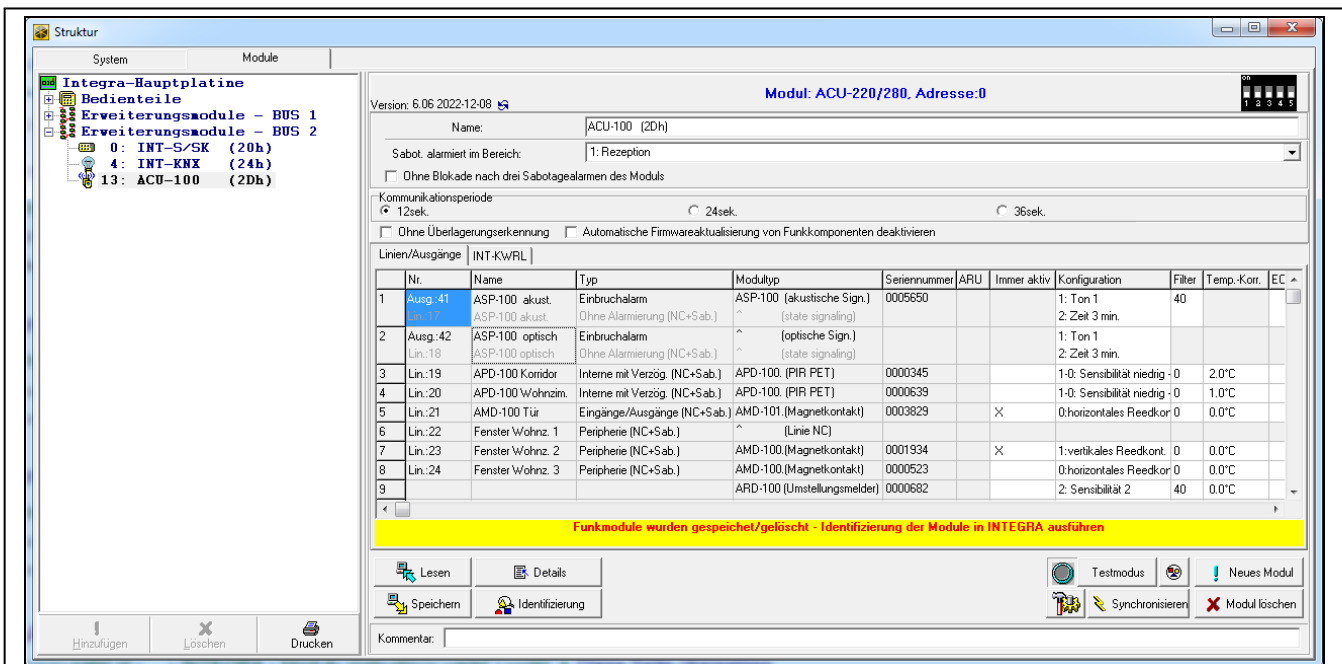 Struktur
System Module
Integra-Hauptplatine
Bedienteile
Erweiterungsmodule - BUS 1
Erweiterungsmodule - BUS 2
0: INT-S/SK (20h)
4: INT-KNX (24h)
13: ACU-100 (2Dh)
Hinzufügen Löschen Drucken
Version: 6.06 2022-12-08
Modul: ACU-220/280, Adresse:0
on
1 2 3 4 5
Name: ACU-100 (2Dh)
Sabot. alarmiert im Bereich: 1: Rezeption
Ohne Blokade nach drei Sabotagealarmen des Moduls
Kommunikationsperiode
12sek. 24sek. 36sek.
Ohne Überlagerungserkennung Automatische Firmwareaktualisierung von Funkkomponenten deaktivieren
Linien/Ausgänge INT-KWRL
Nr. Name Typ Modultyp Seriennummer ARU Immer aktiv Konfiguration Filter Temp.-Korr. EC
1 Ausg.:41 ASP-100 akust. Einbruchalarm ASP-100 (akustische Sign.) 0005650 1: Ton 1 40
Lin.:17 ASP-100 akust. Ohne Alarmierung (NC+Sab.) ^ (state signaling) 2: Zeit 3 min.
2 Ausg.:42 ASP-100 optisch Einbruchalarm ^ (optische Sign.) 1: Ton 1
Lin.:18 ASP-100 optisch Ohne Alarmierung (NC+Sab.) ^ (state signaling) 2: Zeit 3 min.
3 Lin.:19 APD-100 Korridor Interne mit Verzög. (NC+Sab.) APD-100. (PIR PET) 0000345 1-0: Sensibilität niedrig - 0 2.0°C
4 Lin.:20 APD-100 Wohnzim. Interne mit Verzög. (NC+Sab.) APD-100. (PIR PET) 0000639 1-0: Sensibilität niedrig - 0 1.0°C
5 Lin.:21 AMD-100 Tür Eingänge/Ausgänge (NC+Sab.) AMD-101.(Magnetkontakt) 0003829 X 0:horizontales Reedkor 0 0.0°C
6 Lin.:22 Fenster Wohnz. 1 Peripherie (NC+Sab.) ^ (Linie NC)
7 Lin.:23 Fenster Wohnz. 2 Peripherie (NC+Sab.) AMD-100.(Magnetkontakt) 0001934 X 1:vertikales Reedkont. 0 0.0°C
8 Lin.:24 Fenster Wohnz. 3 Peripherie (NC+Sab.) AMD-100.(Magnetkontakt) 0000523 0:horizontales Reedkor 0 0.0°C
9 ARD-100 (Umstellungsmelder) 0000682 2: Sensibilität 2 40 0.0°C
Funkmodule wurden gespeichet/gelöscht - Identifizierung der Module in INTEGRA ausführen
Lesen Details Testmodus Neues Modul
Speichern Identifizierung Synchronisieren Modul löschen
Kommentar: